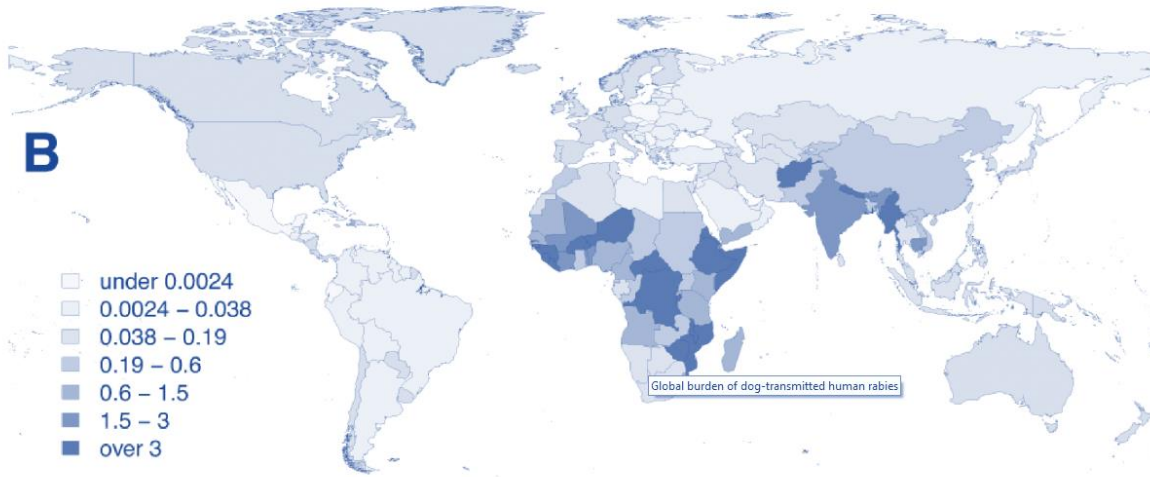 B
under 0.0024
0.0024 – 0.038
0.038 – 0.19
0.19 – 0.6
0.6 – 1.5
1.5 – 3
over 3
Global burden of dog-transmitted human rabies